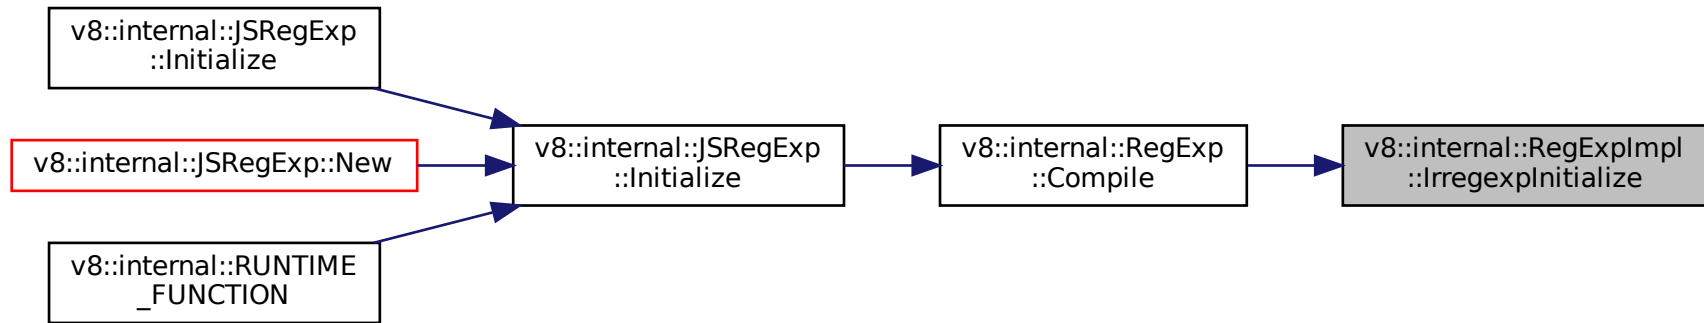 v8::internal::JSRegExp
::Initialize
v8::internal::JSRegExp::New
v8::internal::RUNTIME
_FUNCTION
v8::internal::JSRegExp
::Initialize
v8::internal::RegExp
::Compile
v8::internal::RegExpImpl
::IrregexpInitialize